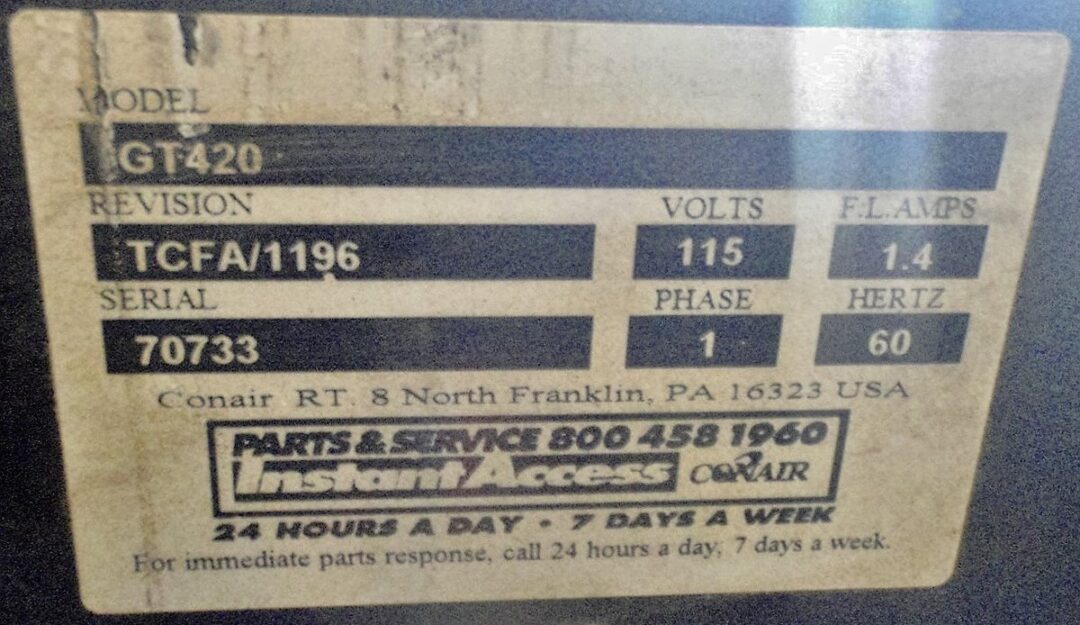 MODEL
GT420
REVISION VOLTS F.L.AMPS
TCFA/1196 115 1.4
SERIAL PHASE HERTZ
70733 1 60
Conair RT. 8 North Franklin, PA 16323 USA
PARTS & SERVICE 800 458 1960
Instant Access CONAIR
24 HOURS A DAY • 7 DAYS A WEEK
For immediate parts response, call 24 hours a day, 7 days a week.